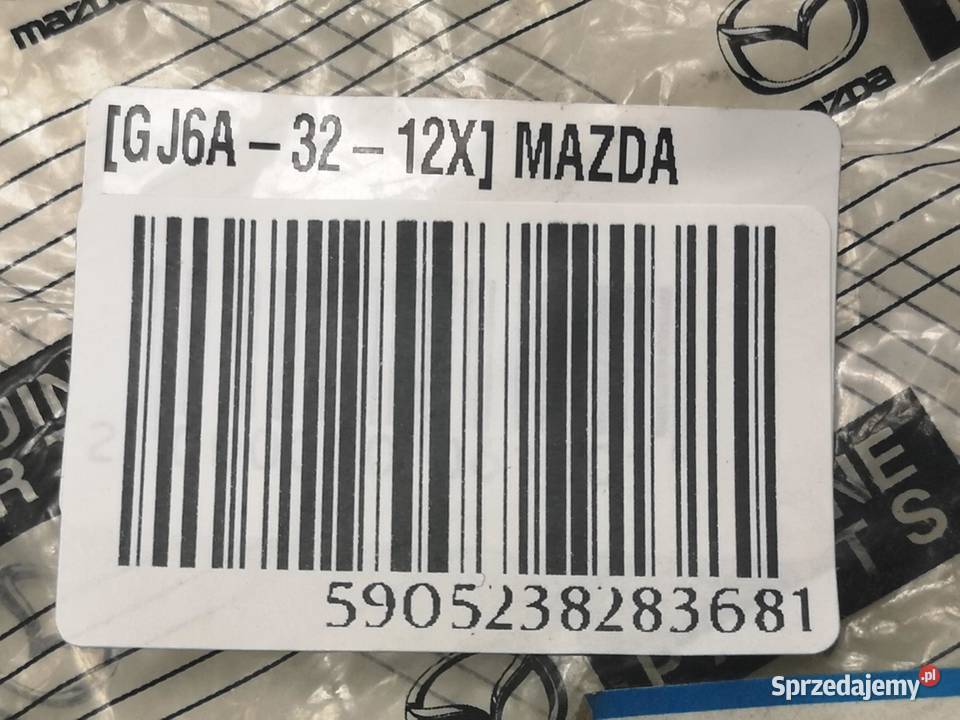 mazda
mazda
[GJ6A-32-12X] MAZDA
5905238283681
Sprzedajemy.pl